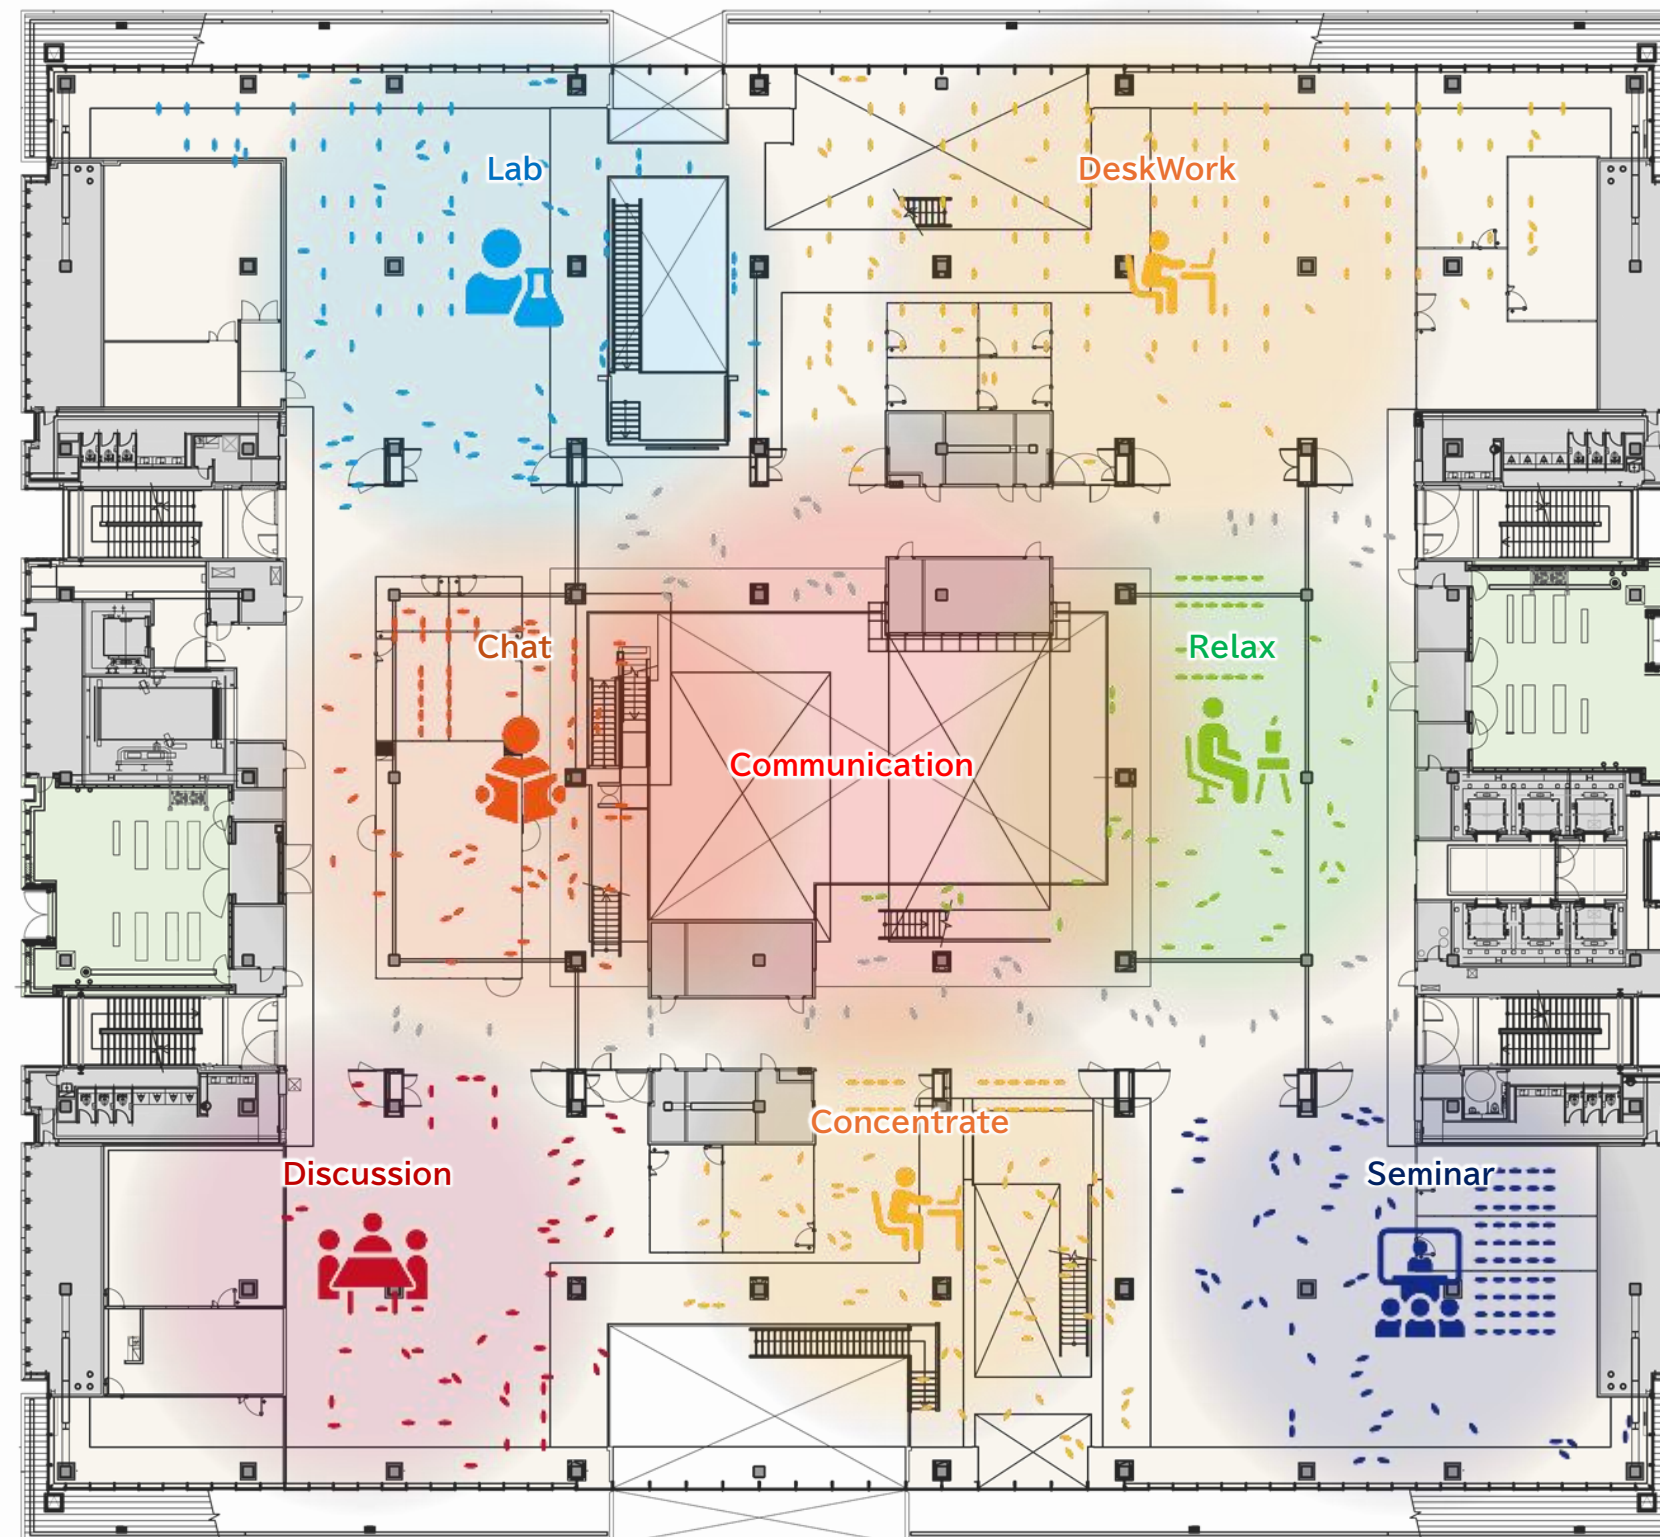 Lab
DeskWork
Chat
Relax
Communication
Concentrate
Discussion
Seminar